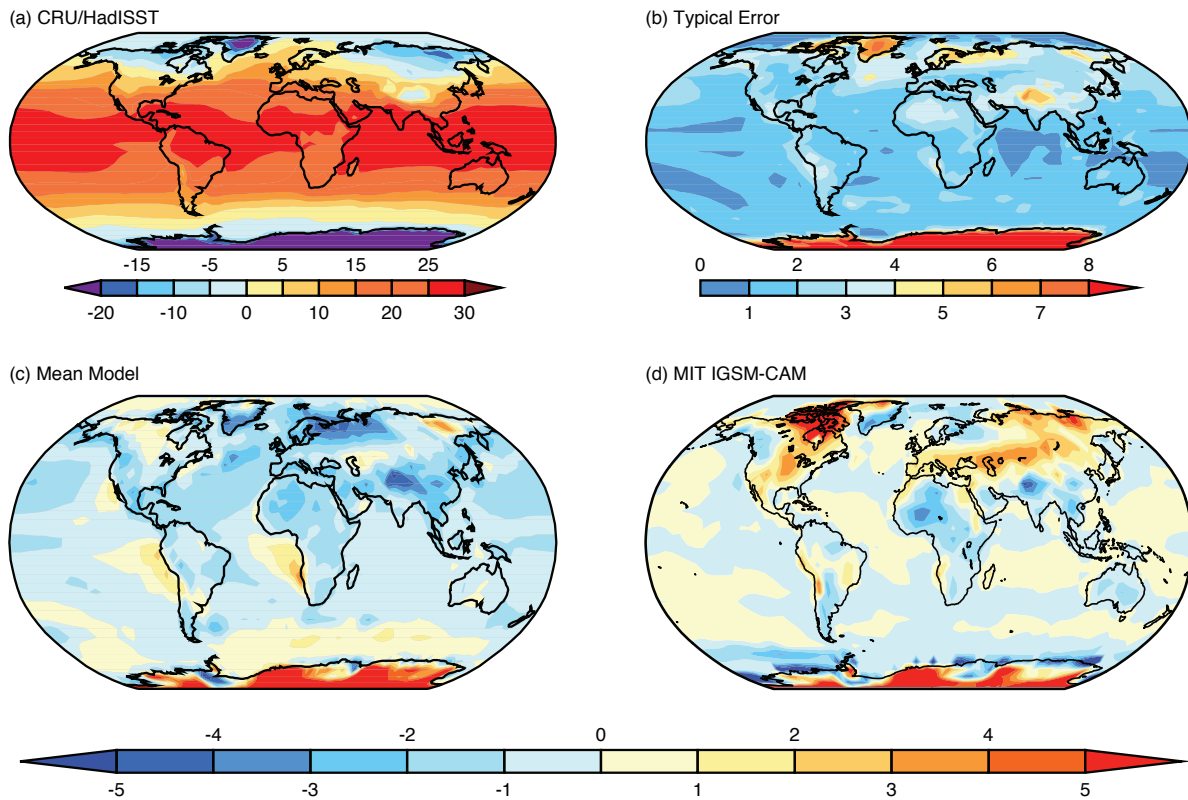 (a) CRU/HadISST
(b) Typical Error
-15 -5 5 15 25
-20 -10 0 10 20 30
0 2 4 6 8
1 3 5 7
(c) Mean Model
(d) MIT IGSM-CAM
-4 -2 0 2 4
-5 -3 -1 1 3 5